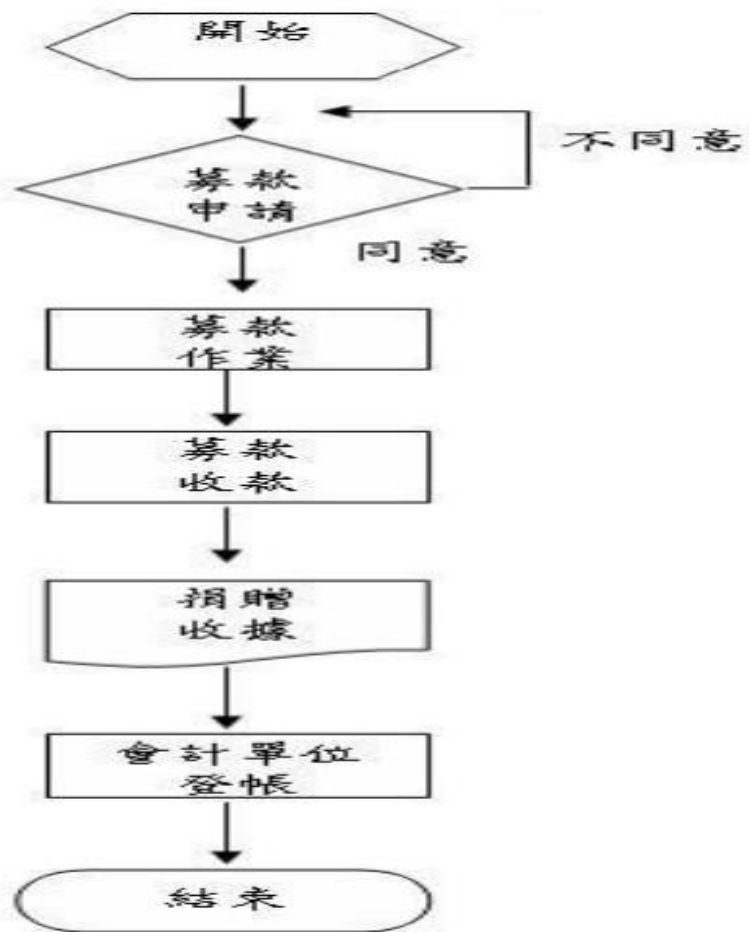 開始
不同意
募款
申請
同意
募款
作業
募款
收款
捐贈
收據
會計單位
登帳
結束